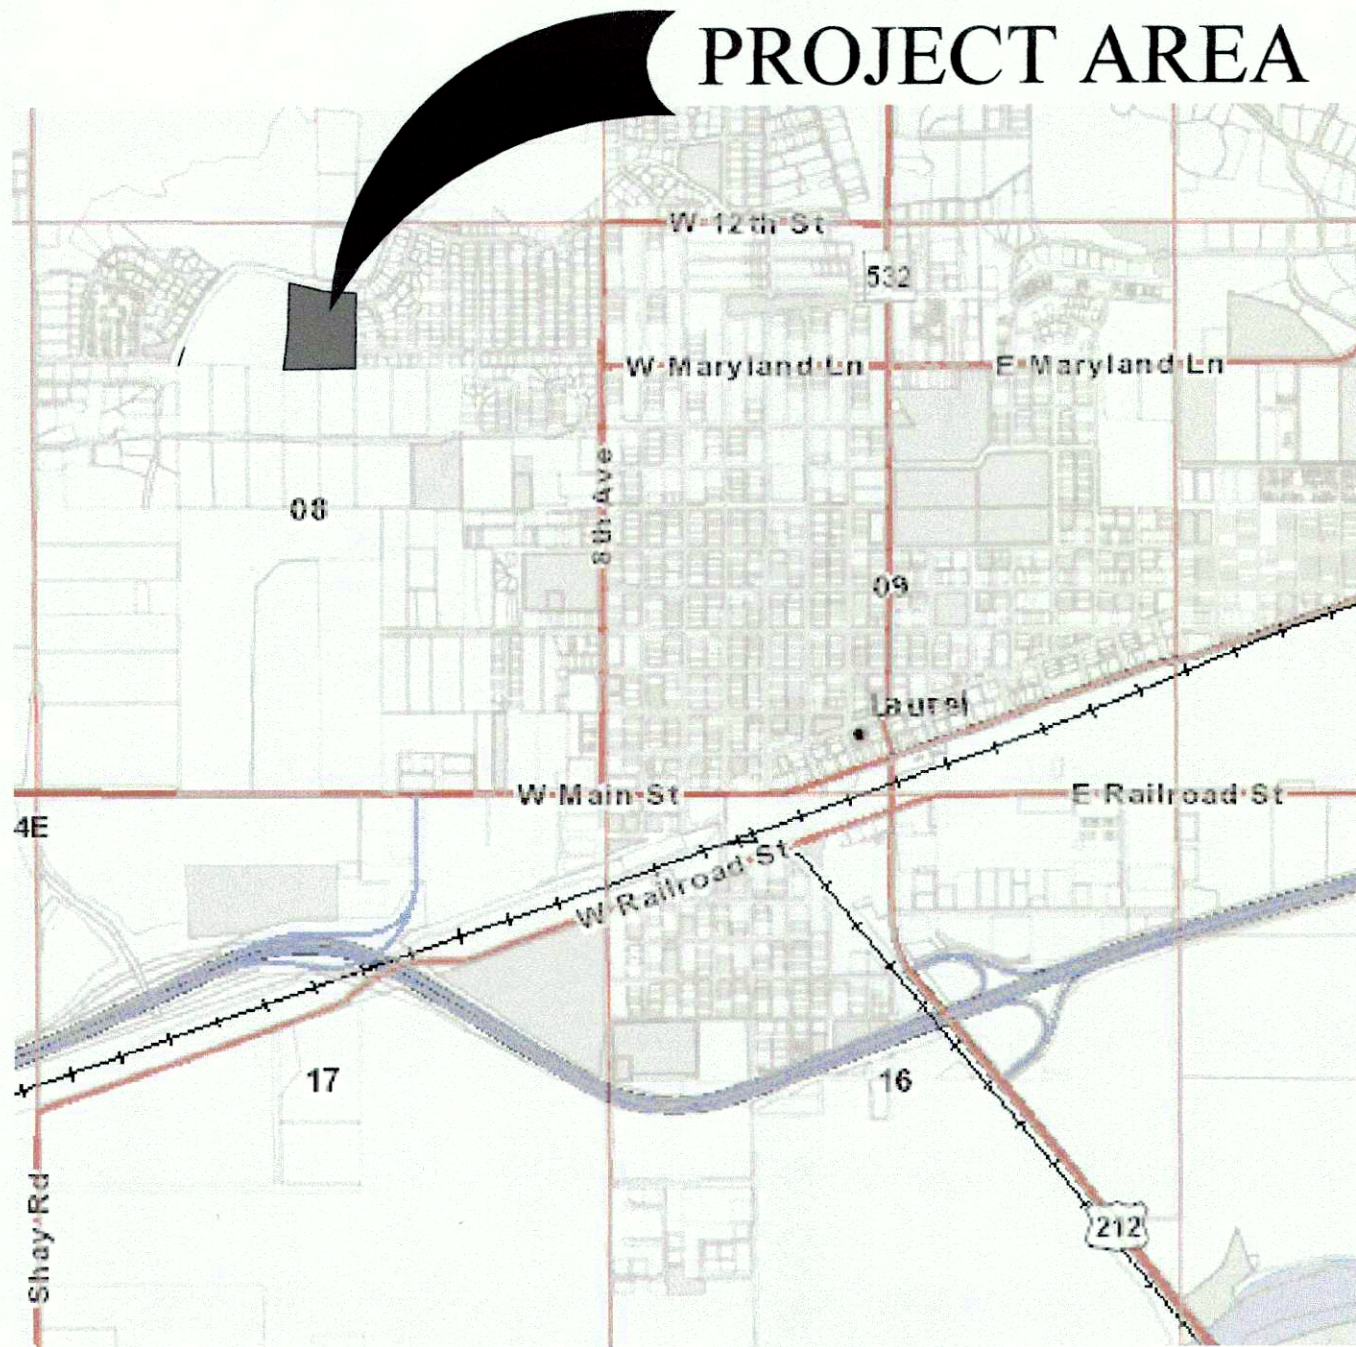 PROJECT AREA
W 12th St
532
W Maryland Ln
E Maryland Ln
8th Ave
08
09
Laurel
W Main St
E Railroad St
4E
W Railroad St
17
16
Shay Rd
212